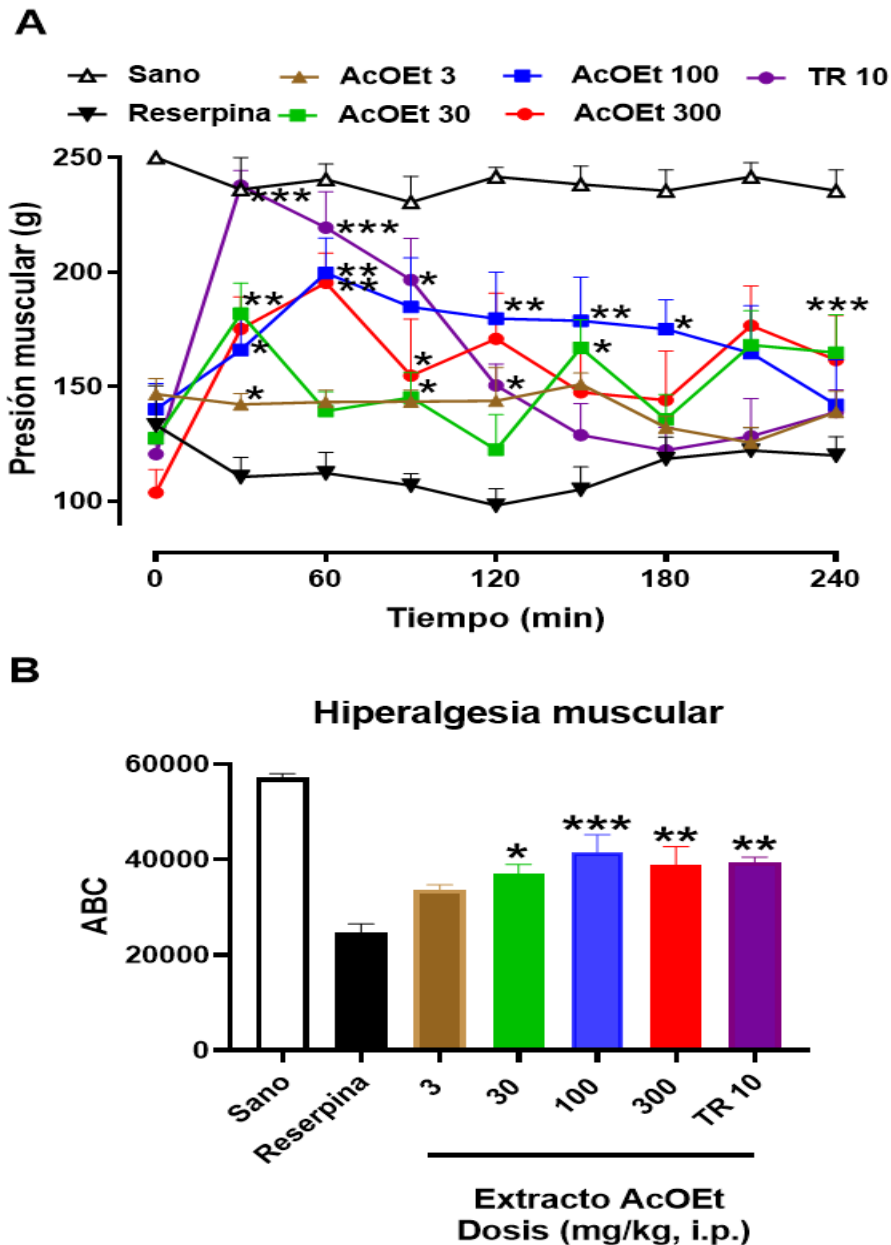 A
Sano AcOEt 3 AcOEt 100 TR 10
Reserpina AcOEt 30 AcOEt 300
Presión muscular (g)
250
200
150
100
***
***
**
**
**
*
*
*
*
*
**
*
**
*
*
***
0 60 120 180 240
Tiempo (min)
B
Hiperalgesia muscular
ABC
60000
40000
20000
0
* *** ** **
Sano Reserpina 3 30 100 300 TR 10
Extracto AcOEt
Dosis (mg/kg, i.p.)